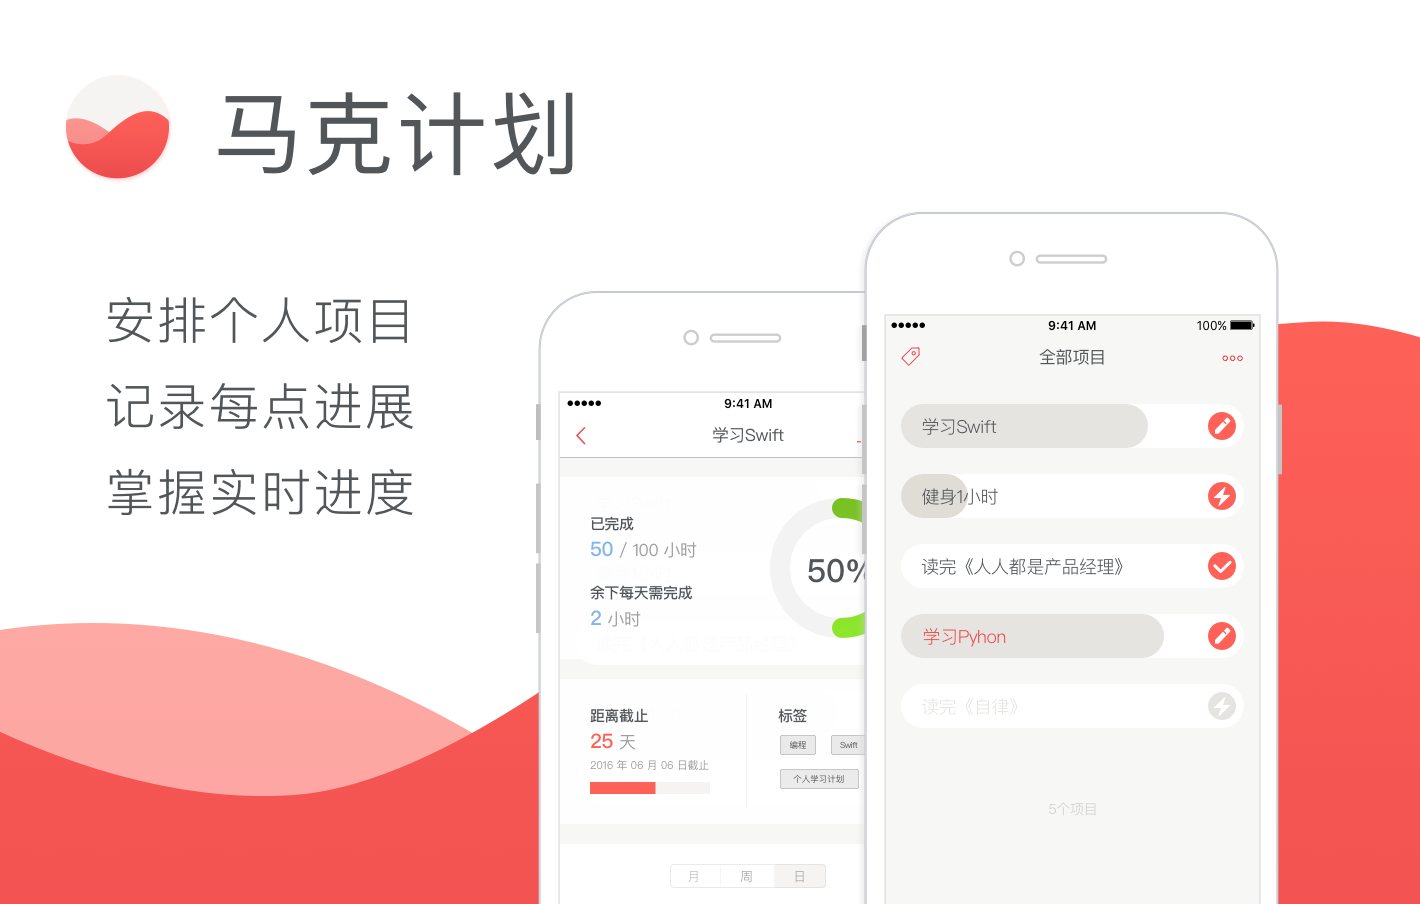 马克计划
安排个人项目
记录每点进展
掌握实时进度
9:41 AM
学习Swift
已完成
50 / 100 小时
余下每天需完成
2 小时
50%
距离截止
25 天
2016 年 06 月 06 日截止
标签
编程 Swift
个人学习计划
月 周 日
9:41 AM 100%
全部项目
学习Swift
健身1小时
读完《人人都是产品经理》
学习Pyhon
读完《自律》
5个项目